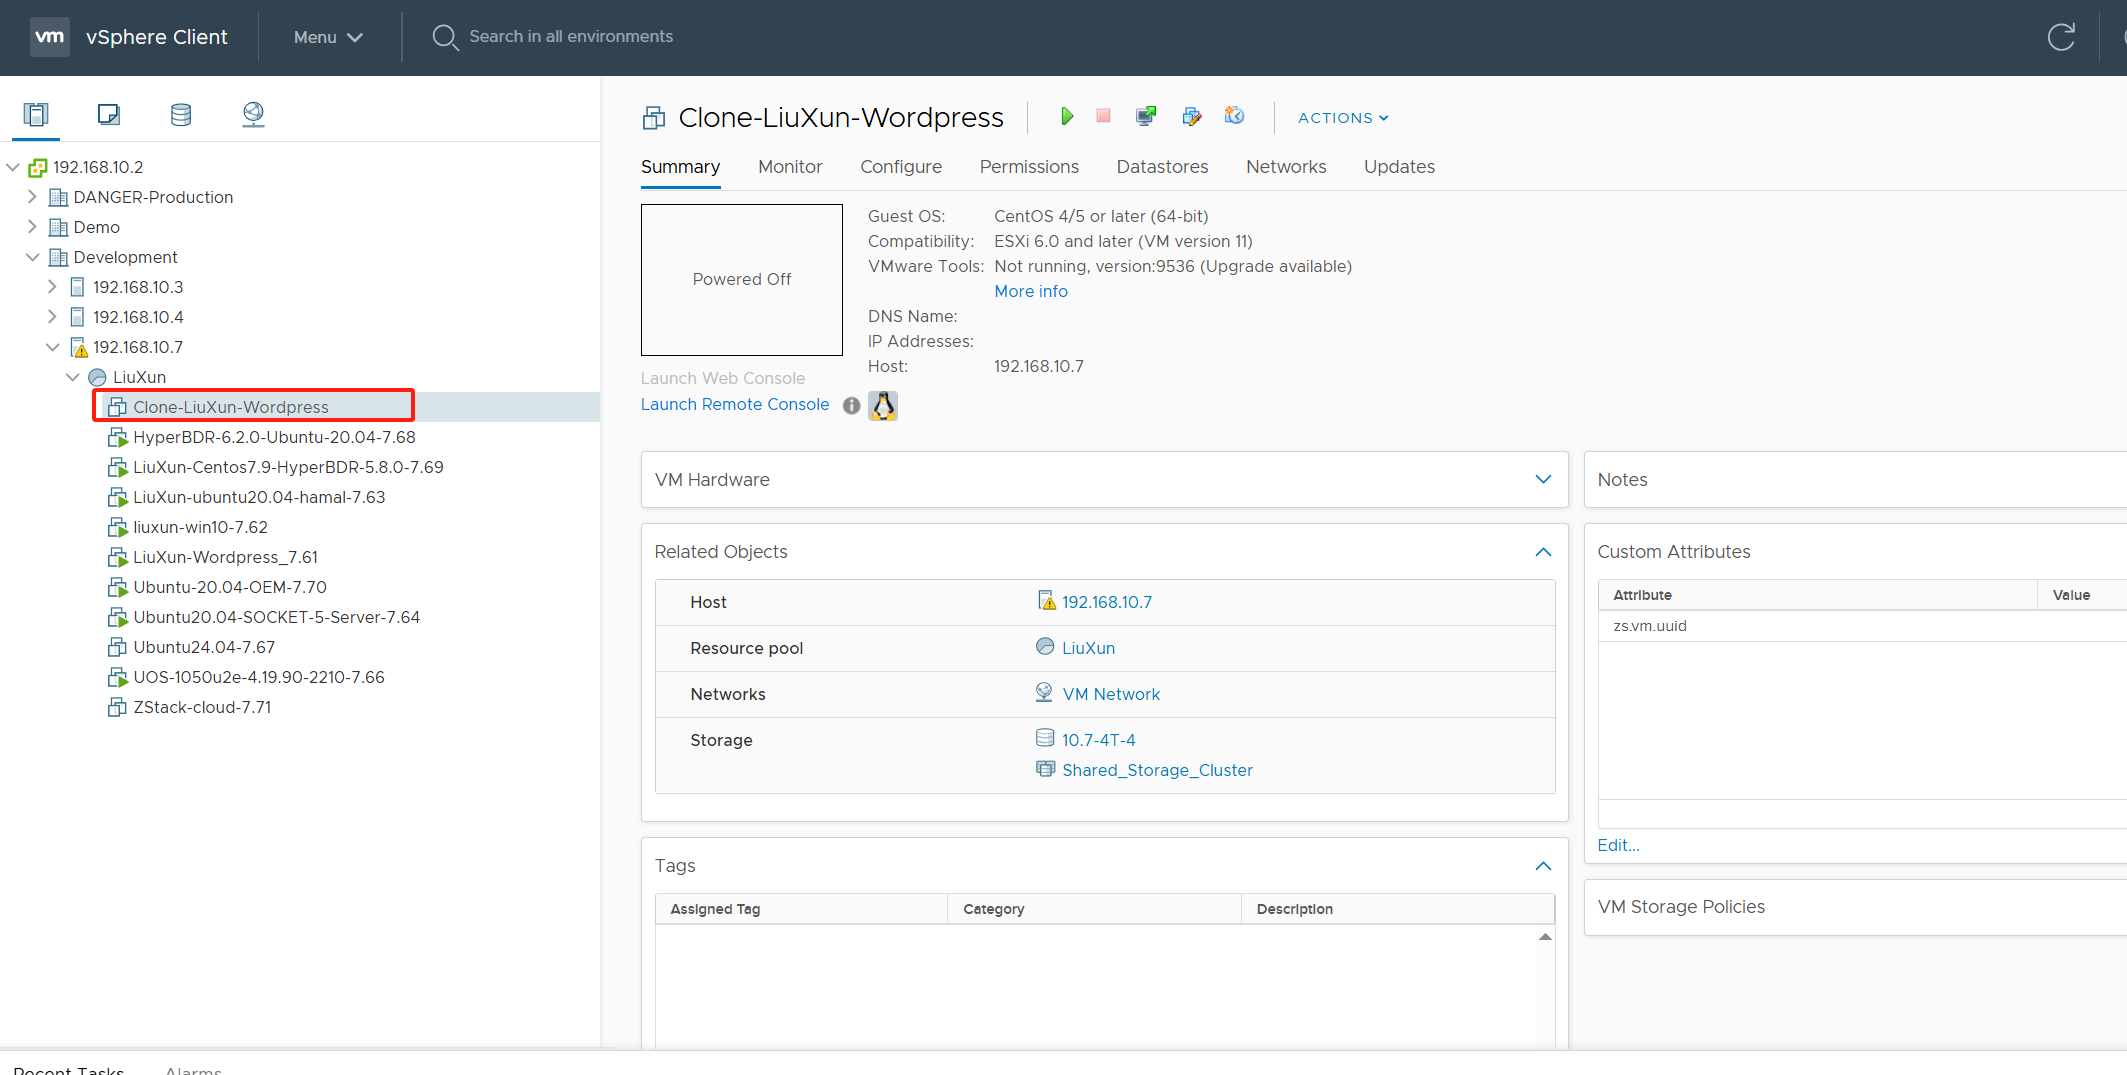 vm vSphere Client Menu Search in all environments
192.168.10.2
DANGER-Production
Demo
Development
192.168.10.3
192.168.10.4
192.168.10.7
LiuXun
Clone-LiuXun-Wordpress
HyperBDR-6.2.0-Ubuntu-20.04-7.68
LiuXun-Centos7.9-HyperBDR-5.8.0-7.69
LiuXun-ubuntu20.04-hamal-7.63
liuxun-win10-7.62
LiuXun-Wordpress_7.61
Ubuntu-20.04-OEM-7.70
Ubuntu20.04-SOCKET-5-Server-7.64
Ubuntu24.04-7.67
UOS-1050u2e-4.19.90-2210-7.66
ZStack-cloud-7.71
Clone-LiuXun-Wordpress ACTIONS
Summary Monitor Configure Permissions Datastores Networks Updates
Powered Off
Guest OS: CentOS 4/5 or later (64-bit)
Compatibility: ESXi 6.0 and later (VM version 11)
VMware Tools: Not running, version:9536 (Upgrade available)
More info
DNS Name:
IP Addresses:
Host: 192.168.10.7
Launch Web Console
Launch Remote Console
VM Hardware
Related Objects
Host 192.168.10.7
Resource pool LiuXun
Networks VM Network
Storage 10.7-4T-4
Shared_Storage_Cluster
Tags
Assigned Tag Category Description
Notes
Custom Attributes
Attribute Value
zs.vm.uuid
Edit...
VM Storage Policies
Recent Tasks Alarms